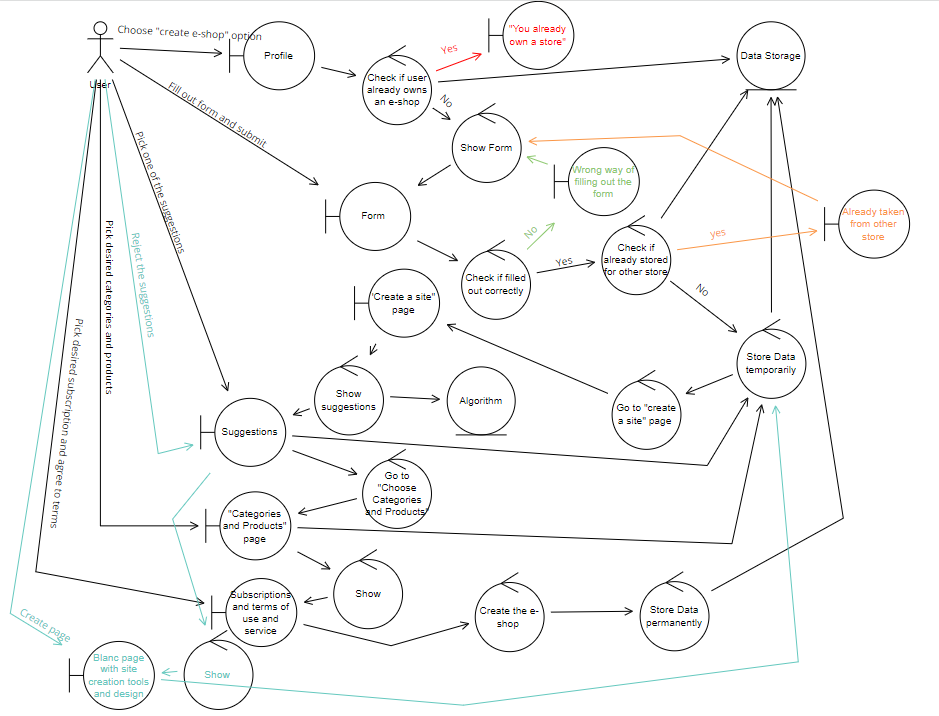 Choose "create e-shop" option
"You already
own a store"
Profile
Yes
Data Storage
Check if user
already owns
an e-shop
User
No
Fill out form and submit
Show Form
Pick one of the suggestions
Wrong way of
filling out the
form
Form
Already taken
from other
store
No
yes
Check if
already stored
for other store
Yes
Pick desired categories and products
Reject the suggestions
Check if filled
out correctly
No
"Create a site"
page
Pick desired subscription and agree to terms
Store Data
temporarily
Show
suggestions
Algorithm
Go to "create
a site" page
Suggestions
Go to
"Choose
Categories
and Products"
"Categories
and Products"
page
Show
Subscriptions
and terms of
use and
service
Create the e-
shop
Store Data
permanently
Create page
Blanc page
with site
creation tools
and design
Show